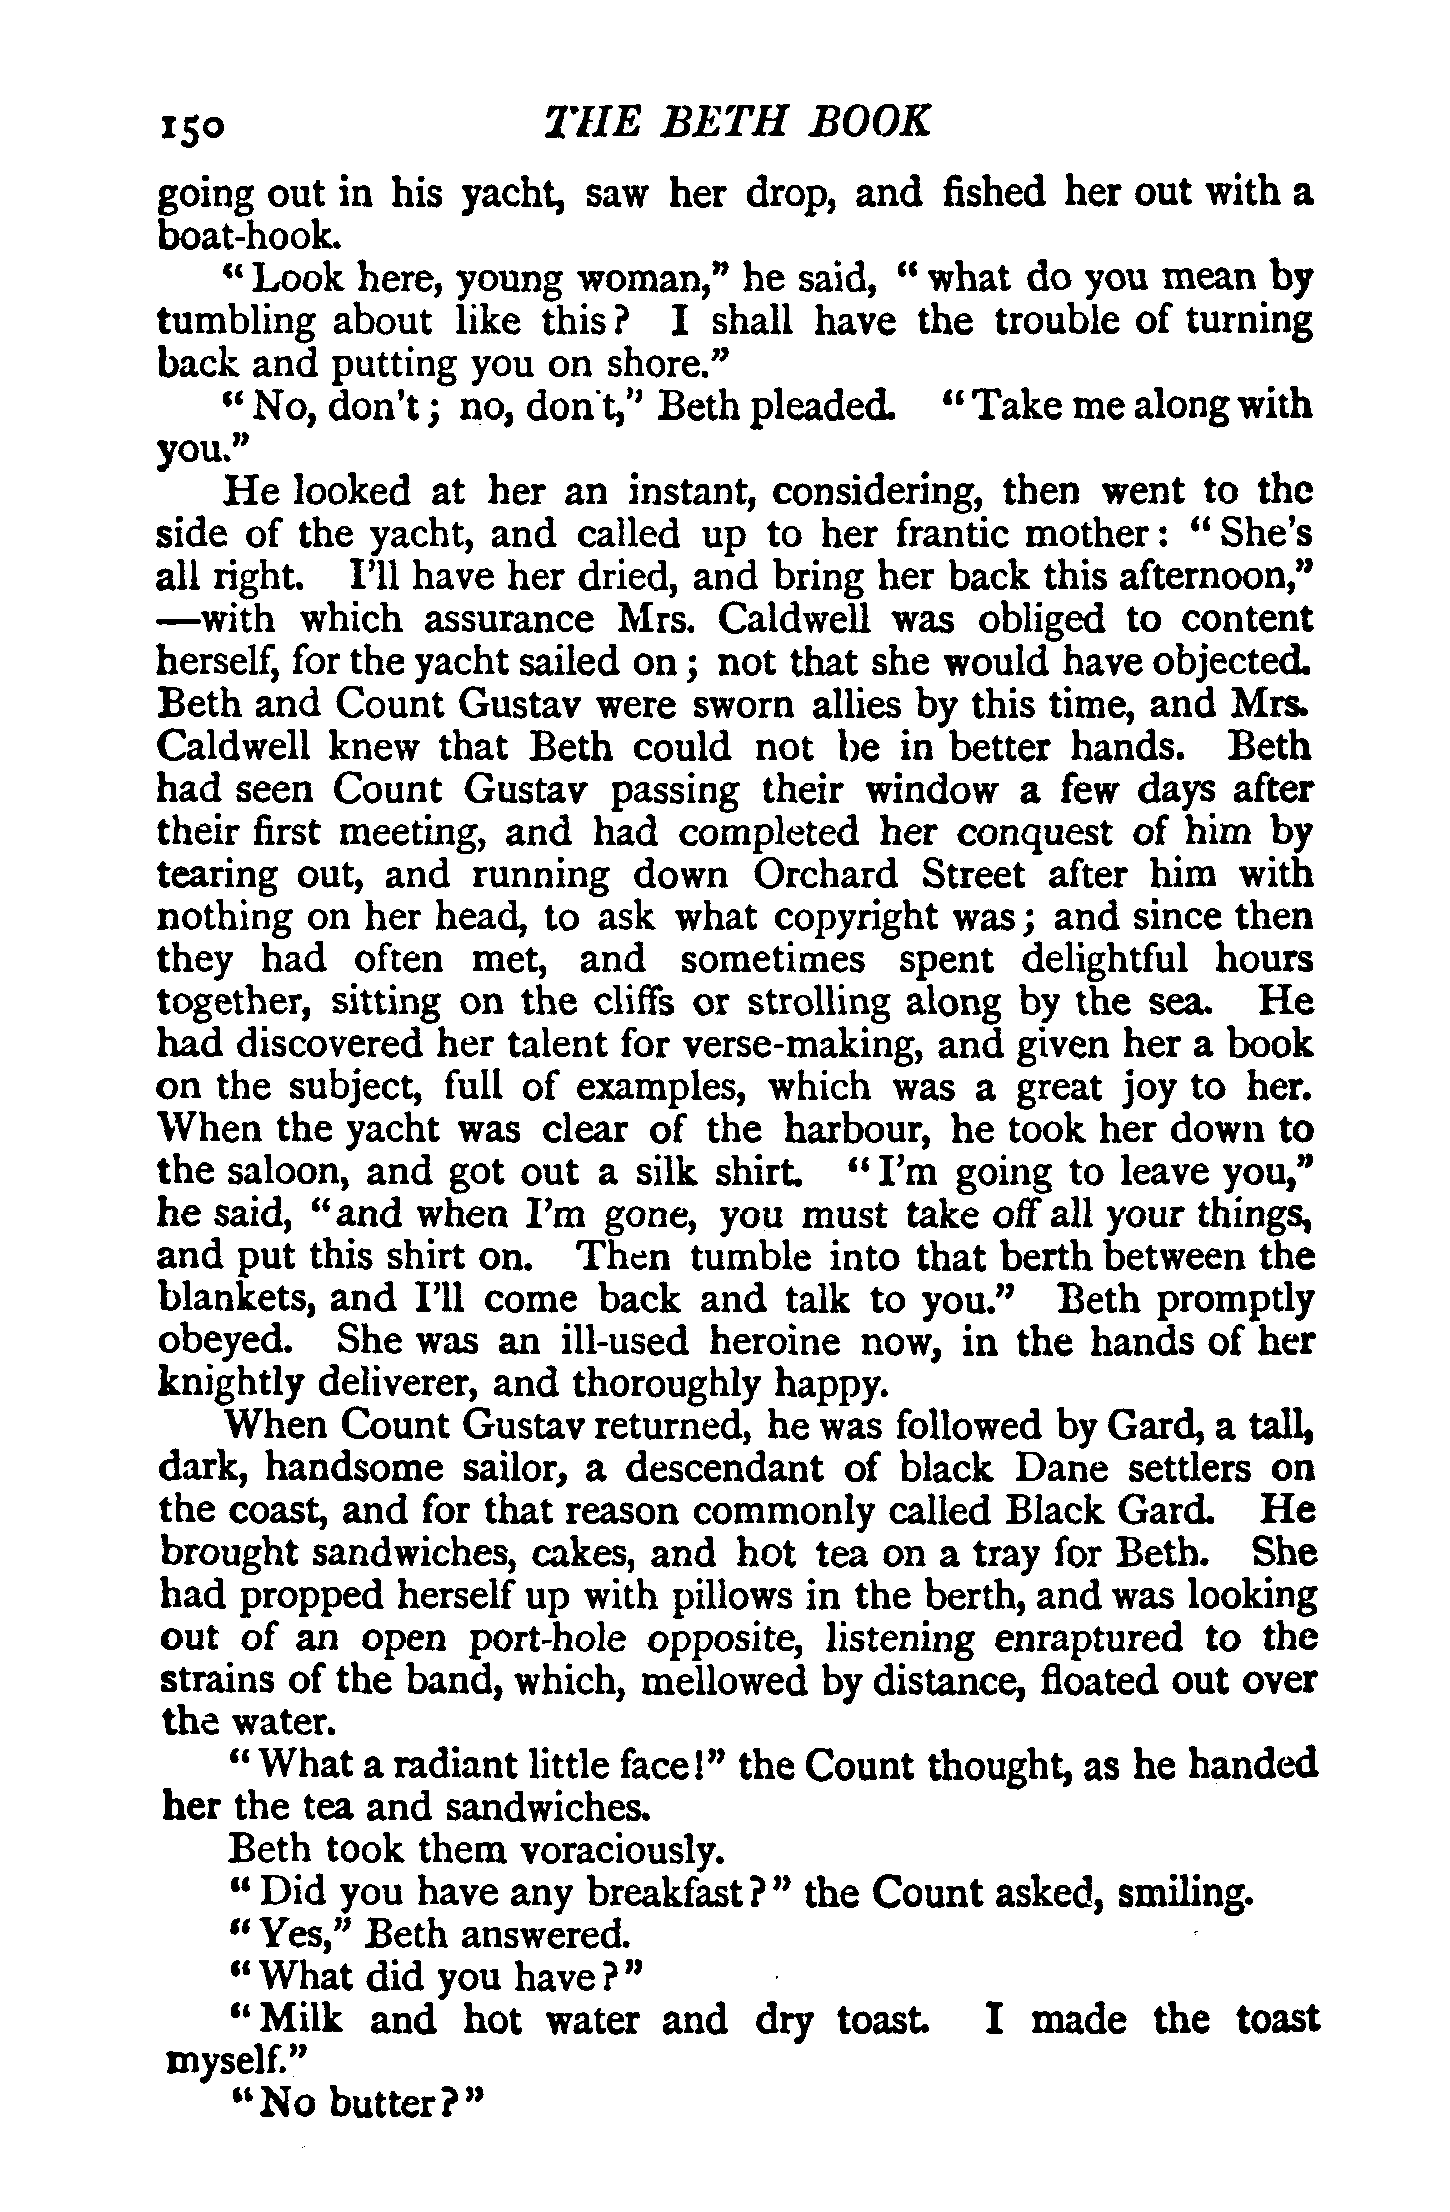 150 THE BETH BOOK
going out in his yacht, saw her drop, and fished her out with a
boat-hook.
“Look here, young woman,” he said, “what do you mean by
tumbling about like this? I shall have the trouble of turning
back and putting you on shore.”
“No, don't; no, don't,” Beth pleaded. “Take me along with
you.”
He looked at her an instant, considering, then went to the
side of the yacht, and called up to her frantic mother: “She's
all right. I'll have her dried, and bring her back this afternoon,”
—with which assurance Mrs. Caldwell was obliged to content
herself, for the yacht sailed on; not that she would have objected.
Beth and Count Gustav were sworn allies by this time, and Mrs.
Caldwell knew that Beth could not be in better hands. Beth
had seen Count Gustav passing their window a few days after
their first meeting, and had completed her conquest of him by
tearing out, and running down Orchard Street after him with
nothing on her head, to ask what copyright was; and since then
they had often met, and sometimes spent delightful hours
together, sitting on the cliffs or strolling along by the sea. He
had discovered her talent for verse-making, and given her a book
on the subject, full of examples, which was a great joy to her.
When the yacht was clear of the harbour, he took her down to
the saloon, and got out a silk shirt. “I'm going to leave you,”
he said, “and when I'm gone, you must take off all your things,
and put this shirt on. Then tumble into that berth between the
blankets, and I'll come back and talk to you.” Beth promptly
obeyed. She was an ill-used heroine now, in the hands of her
knightly deliverer, and thoroughly happy.
When Count Gustav returned, he was followed by Gard, a tall,
dark, handsome sailor, a descendant of black Dane settlers on
the coast, and for that reason commonly called Black Gard. He
brought sandwiches, cakes, and hot tea on a tray for Beth. She
had propped herself up with pillows in the berth, and was looking
out of an open port-hole opposite, listening enraptured to the
strains of the band, which, mellowed by distance, floated out over
the water.
“What a radiant little face!” the Count thought, as he handed
her the tea and sandwiches.
Beth took them voraciously.
“Did you have any breakfast?” the Count asked, smiling.
“Yes,” Beth answered.
“What did you have?”
“Milk and hot water and dry toast. I made the toast
myself.”
“No butter?”